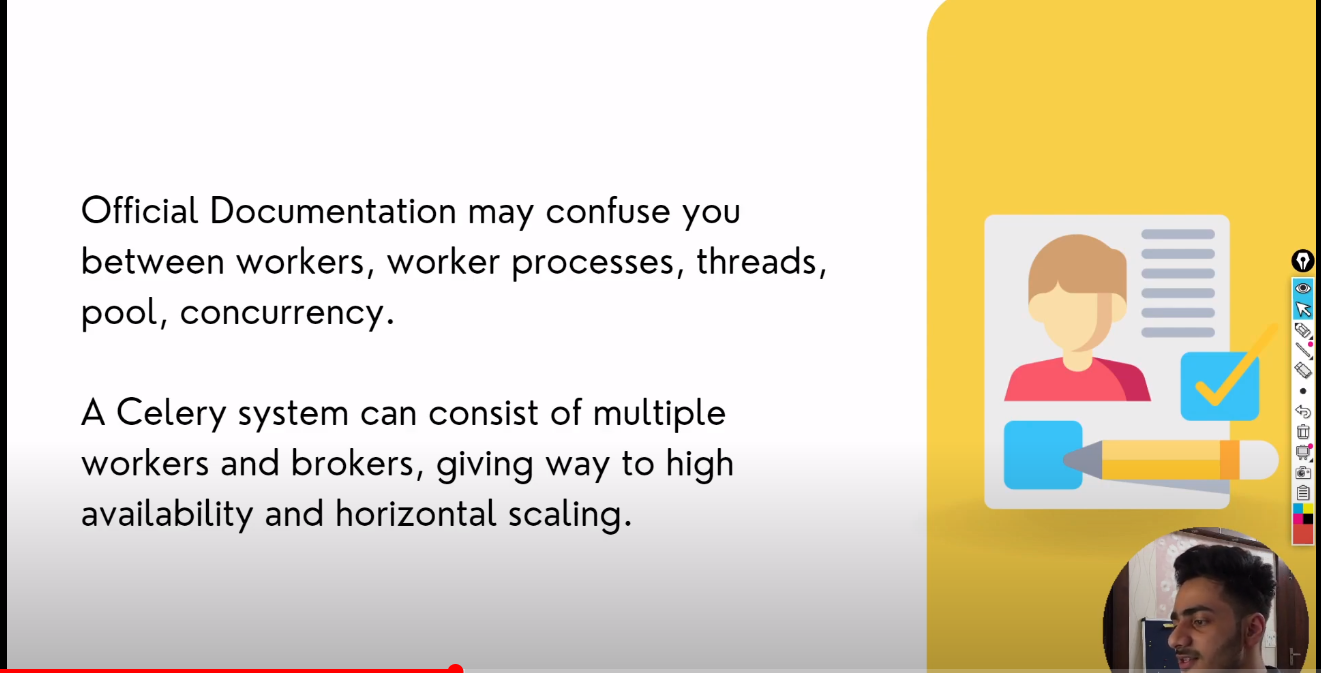 Official Documentation may confuse you
between workers, worker processes, threads,
pool, concurrency.
A Celery system can consist of multiple
workers and brokers, giving way to high
availability and horizontal scaling.